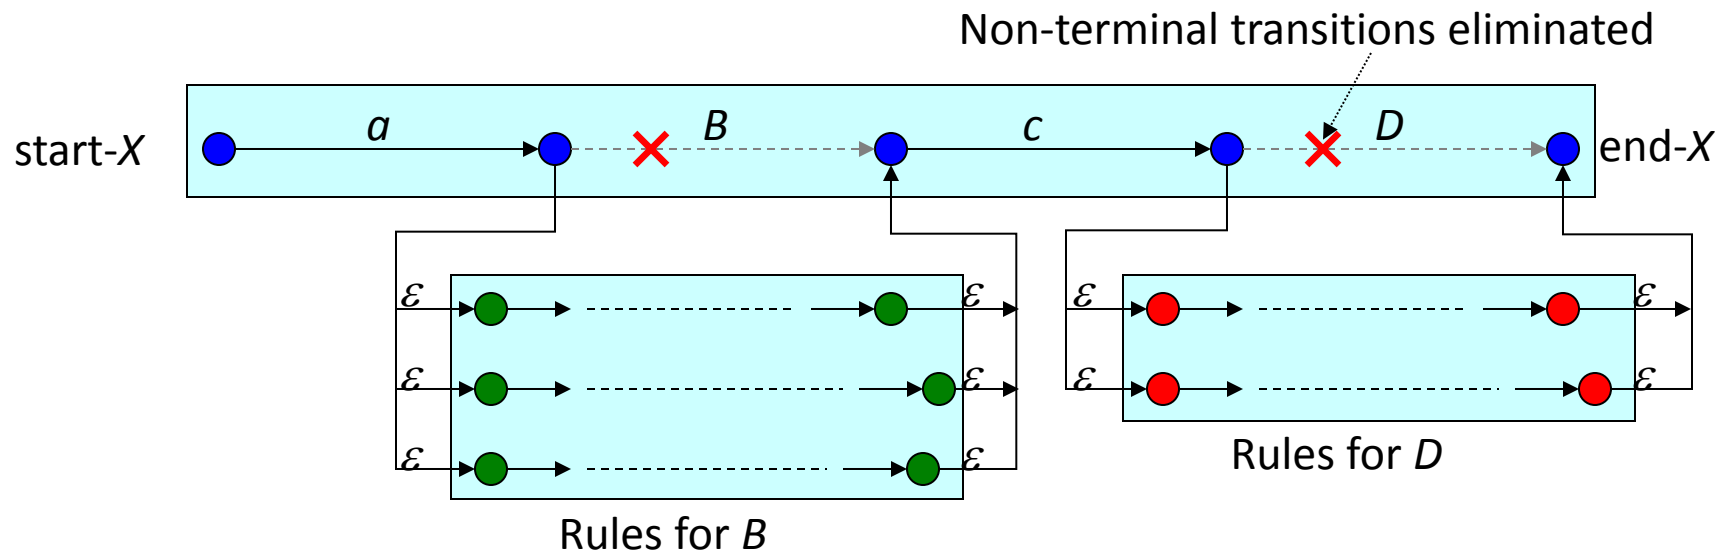 Non-terminal transitions eliminated
start-X a B c D end-X
ε ε ε ε
ε ε ε ε
ε ε
Rules for D
Rules for B